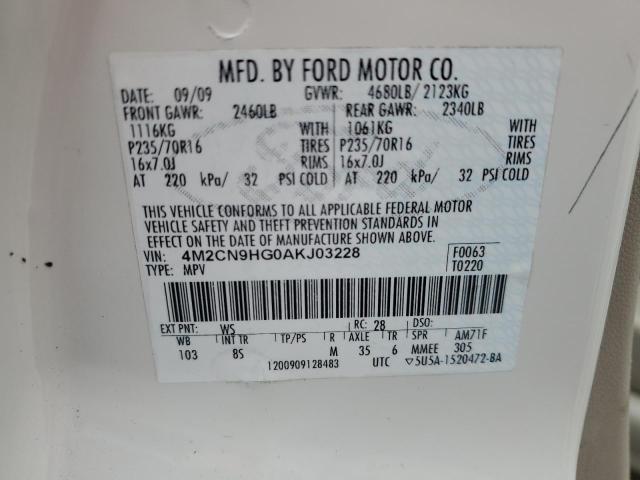 MFD. BY FORD MOTOR CO.
DATE: 09/09 GVWR: 4680LB/ 2123KG
FRONT GAWR: 2460LB REAR GAWR: 2340LB
1116KG WITH 1061KG WITH
P235/70R16 TIRES P235/70R16 TIRES
16x7.0J RIMS 16x7.0J RIMS
AT 220 kPa/ 32 PSI COLD AT 220 kPa/ 32 PSI COLD
THIS VEHICLE CONFORMS TO ALL APPLICABLE FEDERAL MOTOR
VEHICLE SAFETY AND THEFT PREVENTION STANDARDS IN
EFFECT ON THE DATE OF MANUFACTURE SHOWN ABOVE.
VIN: 4M2CN9HG0AKJ03228 F0063
TYPE: MPV T0220
EXT PNT: WS RC: 28 DSO:
WB INT TR TP/PS R AXLE TR SPR AM71F
103 8S M 35 6 MMEE 305
1200909128483 UTC ▽5U5A-1520472-BA